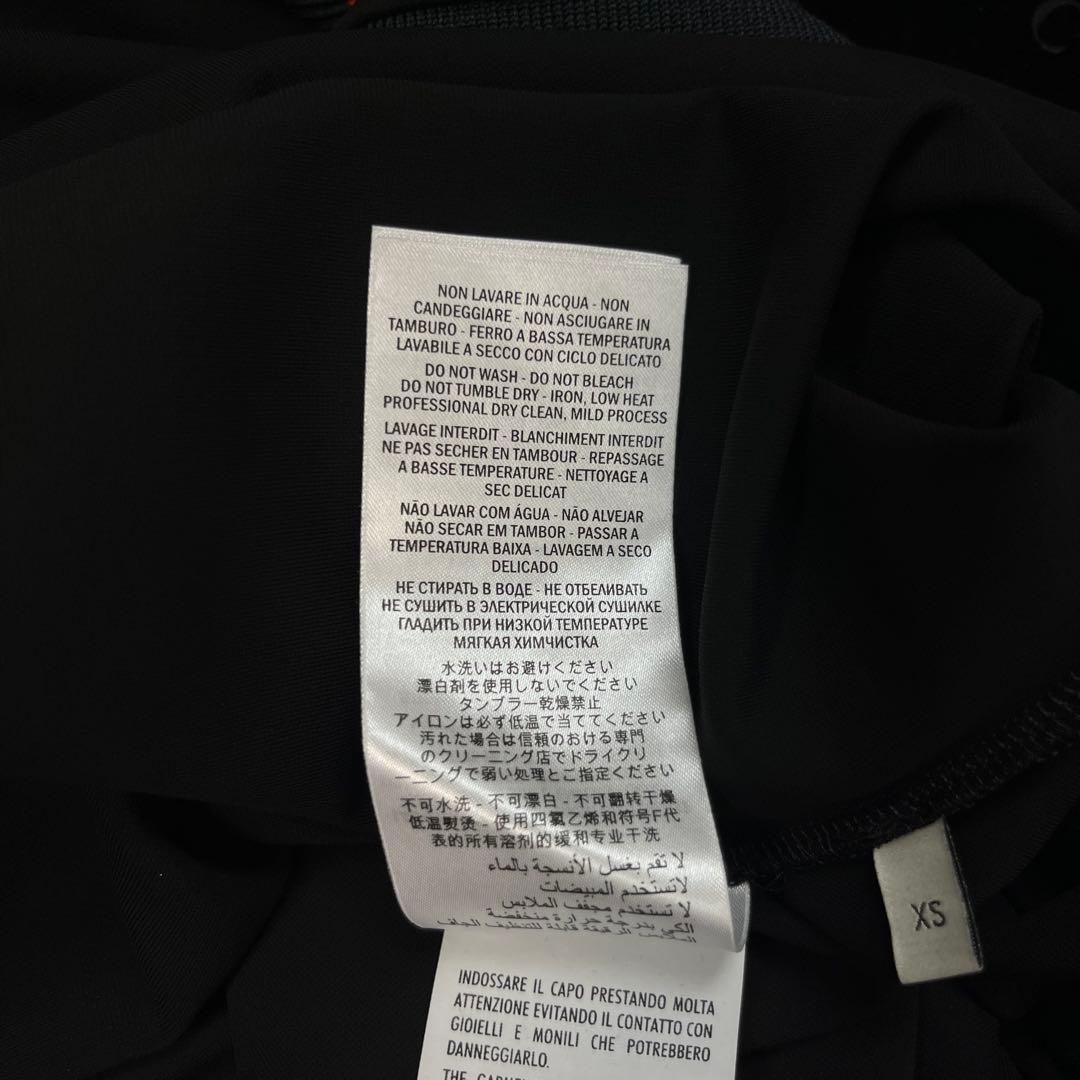 NON LAVARE IN ACQUA - NON
CANDEGGIARE - NON ASCIUGARE IN
TAMBURO - FERRO A BASSA TEMPERATURA
LAVABILE A SECCO CON CICLO DELICATO
DO NOT WASH - DO NOT BLEACH
DO NOT TUMBLE DRY - IRON, LOW HEAT
PROFESSIONAL DRY CLEAN, MILD PROCESS
LAVAGE INTERDIT - BLANCHIMENT INTERDIT
NE PAS SECHER EN TAMBOUR - REPASSAGE
A BASSE TEMPERATURE - NETTOYAGE A
SEC DELICAT
NÃO LAVAR COM ÁGUA - NÃO ALVEJAR
NÃO SECAR EM TAMBOR - PASSAR A
TEMPERATURA BAIXA - LAVAGEM A SECO
DELICADO
НЕ СТИРАТЬ В ВОДЕ - НЕ ОТБЕЛИВАТЬ
НЕ СУШИТЬ В ЭЛЕКТРИЧЕСКОЙ СУШИЛКЕ
ГЛАДИТЬ ПРИ НИЗКОЙ ТЕМПЕРАТУРЕ
МЯГКАЯ ХИМЧИСТКА
水洗いはお避けください
漂白剤を使用しないでください
タンブラー乾燥禁止
アイロンは必ず低温で当ててください
汚れた場合は信頼のおける専門
のクリーニング店でドライクリ
ーニングで弱い処理とご指定ください
不可水洗 - 不可漂白 - 不可翻转干燥
低温熨烫 - 使用四氯乙烯和符号F代
表的所有溶剂的缓和专业干洗
لا تقم بغسل الأنسجة بالماء
لاتستخدم المبيضات
لا تستخدم مجفف الملابس
الكي بدرجة حرارة منخفضة
الملابس الرقيقة قابلة للتنظيف الجاف
XS
INDOSSARE IL CAPO PRESTANDO MOLTA
ATTENZIONE EVITANDO IL CONTATTO CON
GIOIELLI E MONILI CHE POTREBBERO
DANNEGGIARLO.
THE